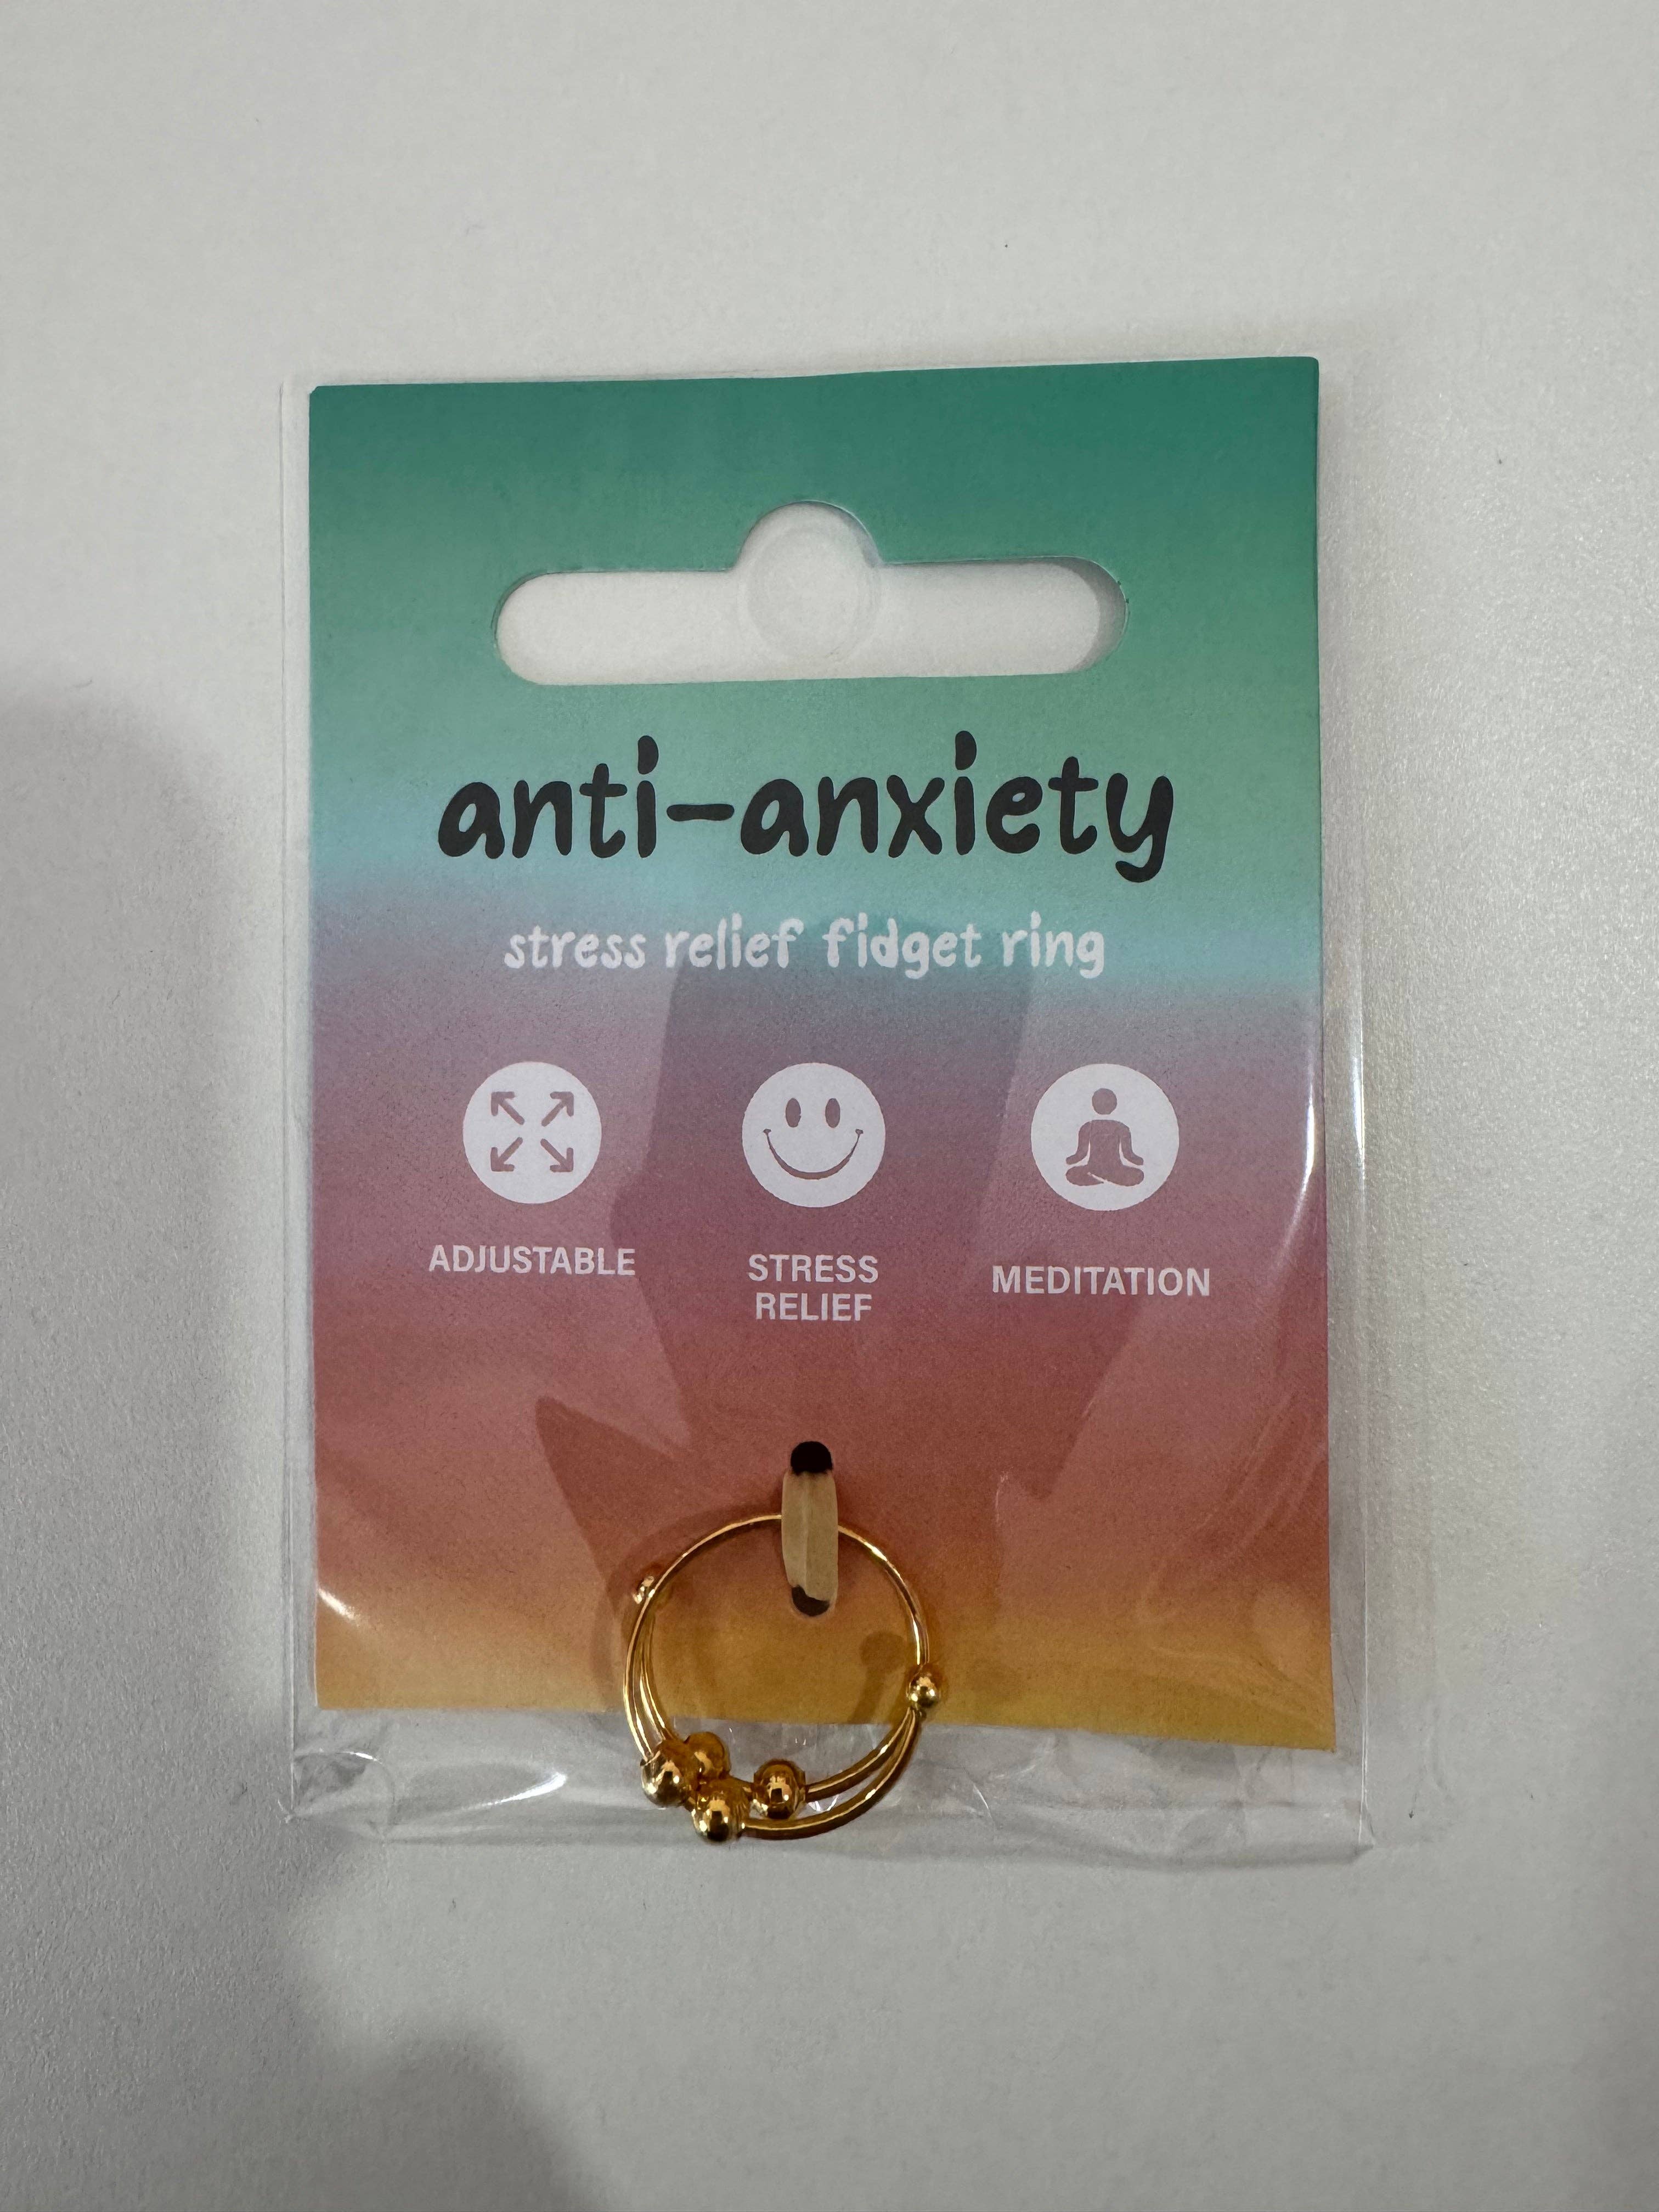 anti-anxiety
stress relief fidget ring
ADJUSTABLE
STRESS
RELIEF
MEDITATION